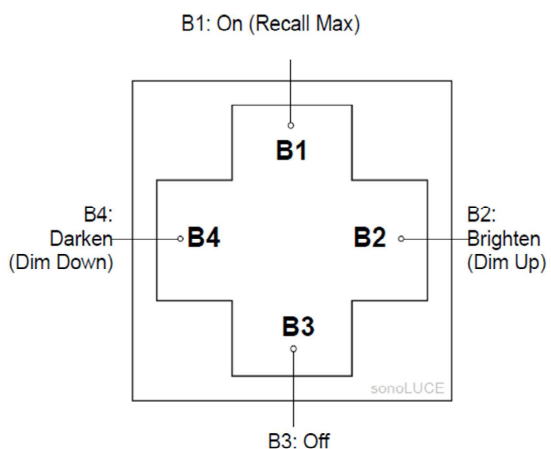 B1: On (Recall Max)
B1
B4:
Darken
(Dim Down)
B4
B2
B2:
Brighten
(Dim Up)
B3
sonoLUCE
B3: Off